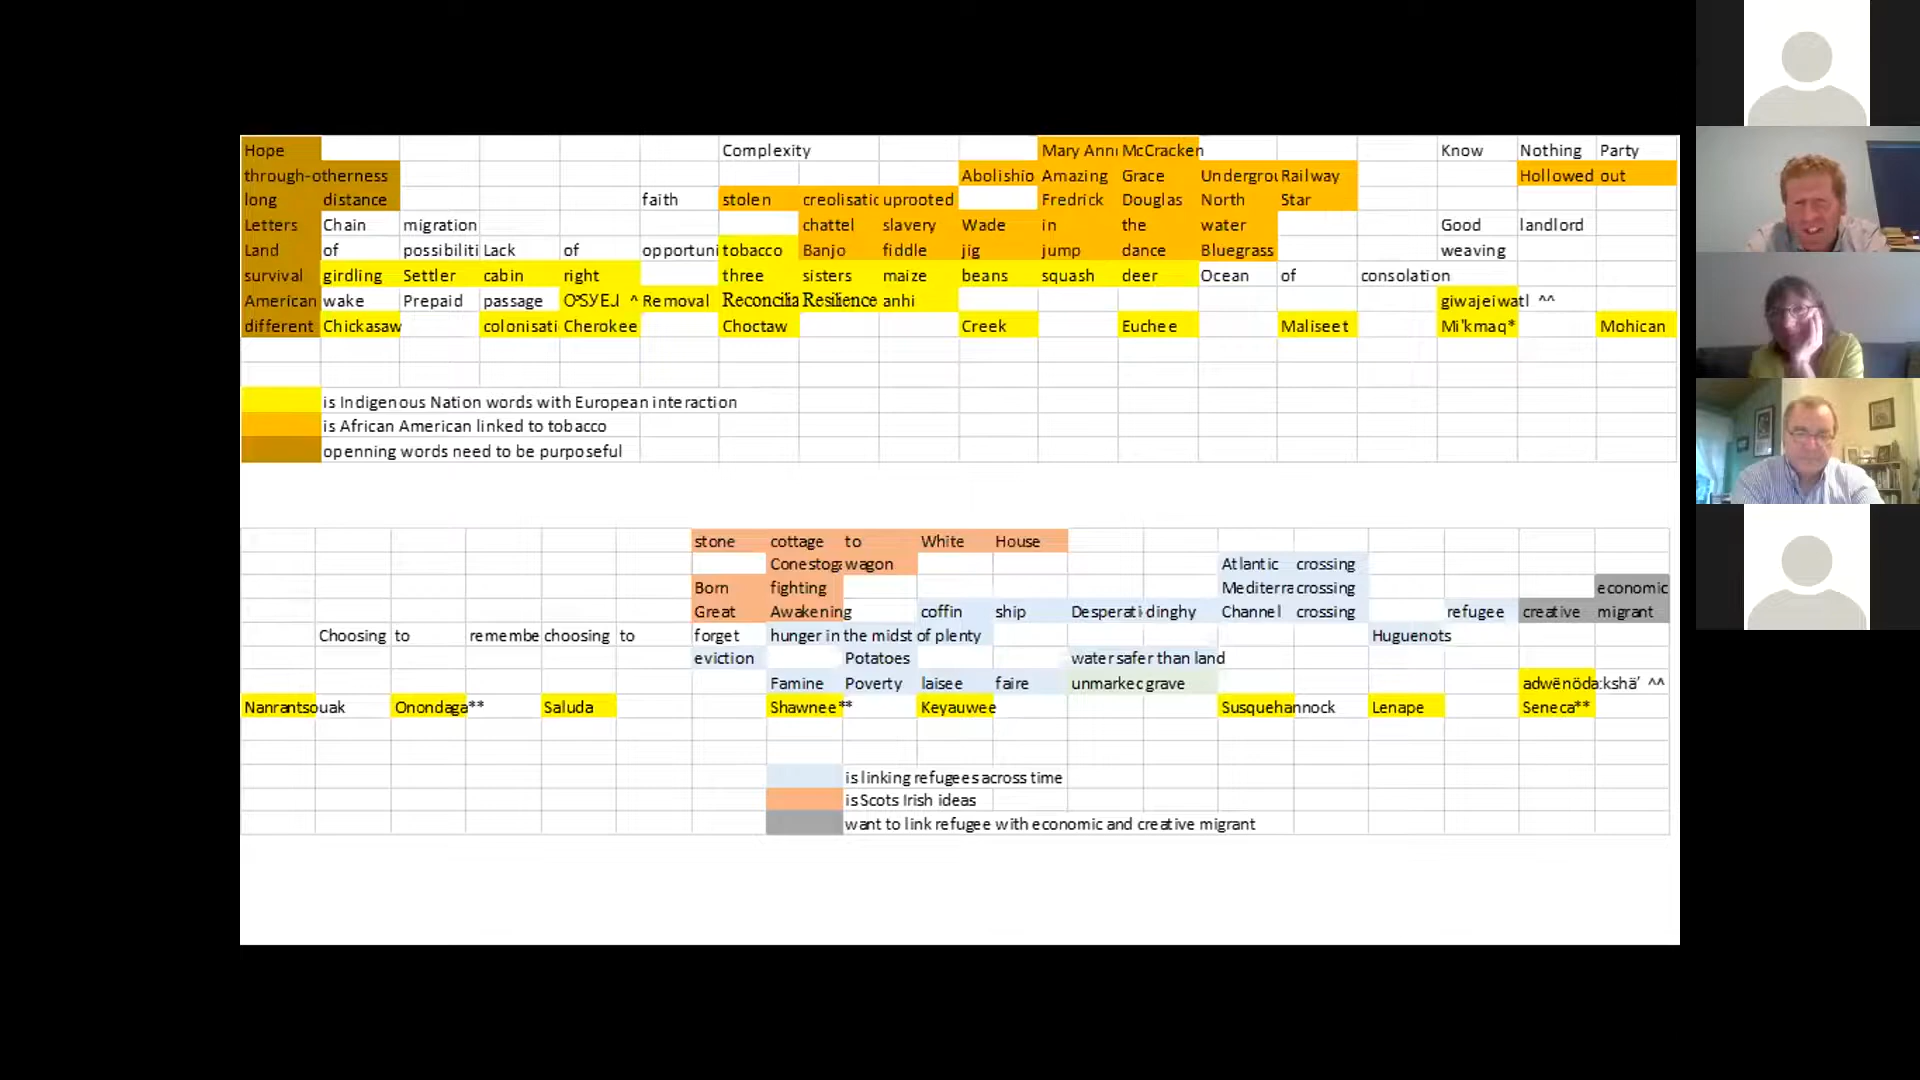 Hope Complexity Mary Ann McCracken Know Nothing Party
through-otherness Abolishio Amazing Grace Undergrou Railway Hollowed out
long distance faith stolen creolisatic uprooted Fredrick Douglas North Star
Letters Chain migration chattel slavery Wade in the water Good landlord
Land of possibiliti Lack of opportuni tobacco Banjo fiddle jig jump dance Bluegrass weaving
survival girdling Settler cabin right three sisters maize beans squash deer Ocean of consolation
American wake Prepaid passage ^ Removal Reconcilia Resilience anhi giwajeiwatl ^^
different Chickasaw colonisati Cherokee Choctaw Creek Euchee Maliseet Mi'kmaq* Mohican
is Indigenous Nation words with European interaction
is African American linked to tobacco
openning words need to be purposeful
stone cottage to White House
Conestoga wagon Atlantic crossing
Born fighting Mediterra crossing economic
Great Awakening coffin ship Desperati dinghy Channel crossing refugee creative migrant
Choosing to remembe choosing to forget hunger in the midst of plenty Huguenots
eviction Potatoes water safer than land
Famine Poverty laisee faire unmarked grave adwënöda:kshä' ^^
Nanrantsouak Onondaga** Saluda Shawnee** Keyauwee Susquehannock Lenape Seneca**
is linking refugees across time
is Scots Irish ideas
want to link refugee with economic and creative migrant